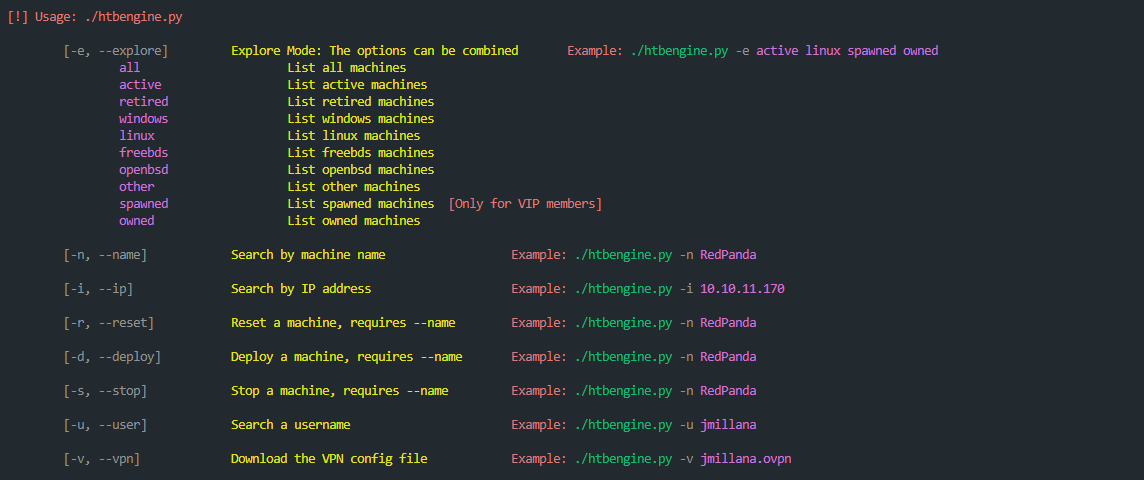 [!] Usage: ./htbengine.py
[-e, --explore] Explore Mode: The options can be combined Example: ./htbengine.py -e active linux spawned owned
all List all machines
active List active machines
retired List retired machines
windows List windows machines
linux List linux machines
freebds List freebds machines
openbsd List openbsd machines
other List other machines
spawned List spawned machines [Only for VIP members]
owned List owned machines
[-n, --name] Search by machine name Example: ./htbengine.py -n RedPanda
[-i, --ip] Search by IP address Example: ./htbengine.py -i 10.10.11.170
[-r, --reset] Reset a machine, requires --name Example: ./htbengine.py -n RedPanda
[-d, --deploy] Deploy a machine, requires --name Example: ./htbengine.py -n RedPanda
[-s, --stop] Stop a machine, requires --name Example: ./htbengine.py -n RedPanda
[-u, --user] Search a username Example: ./htbengine.py -u jmillana
[-v, --vpn] Download the VPN config file Example: ./htbengine.py -v jmillana.ovpn